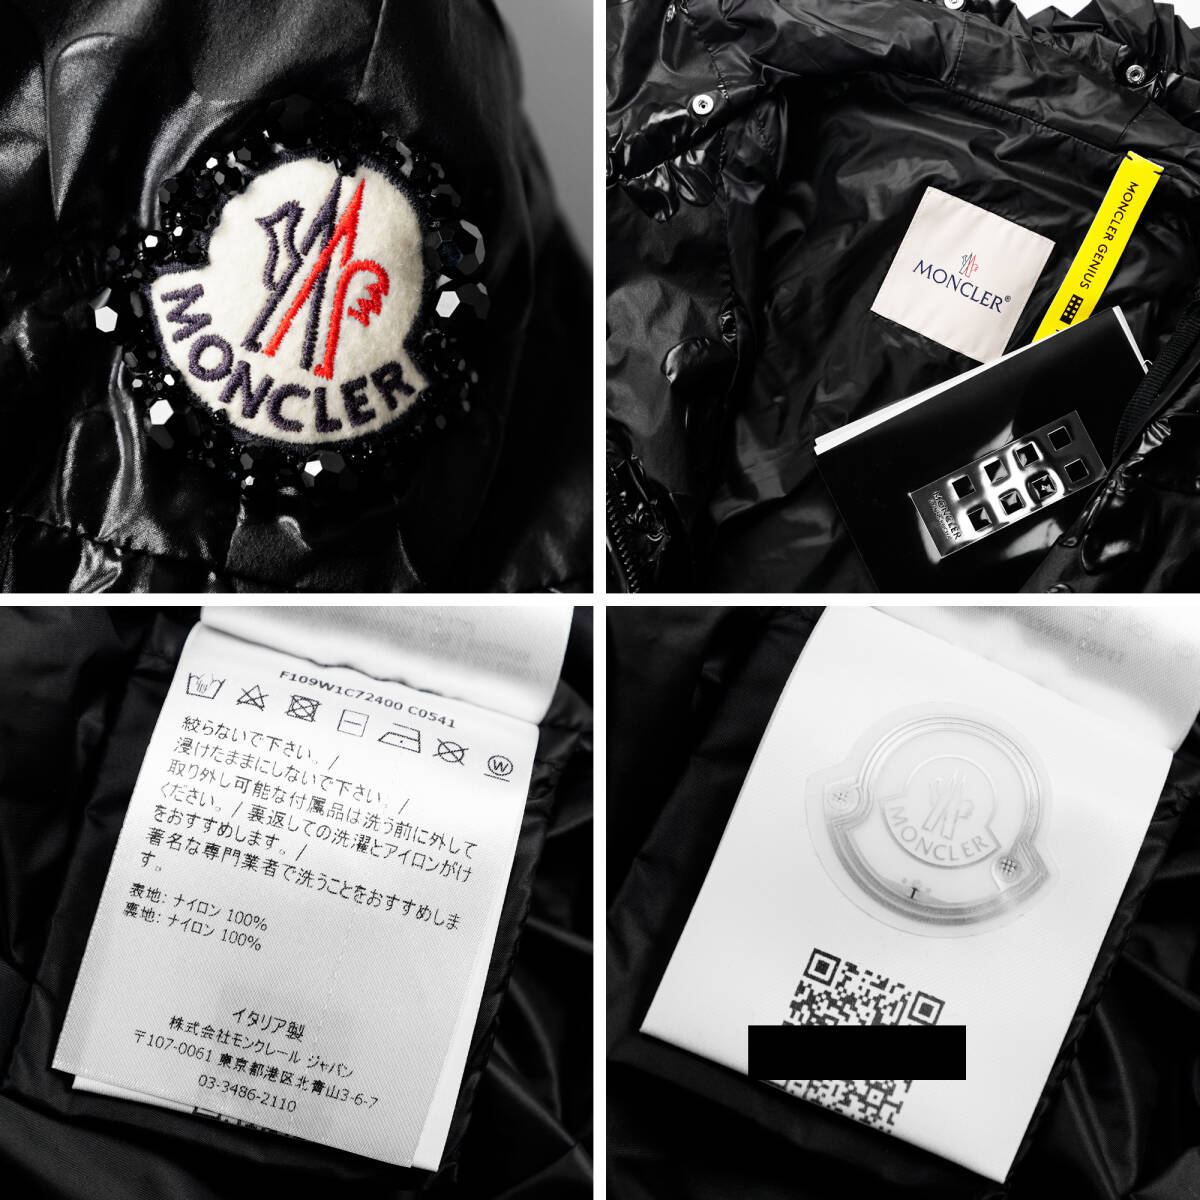 MONCLER
MONCLER®
MONCLER GENIUS
MONCLER
F109W1C72400 C0541
W
絞らないで下さい。/
浸けたままにしないで下さい。/
取り外し可能な付属品は洗う前に外して
ください。/ 裏返しての洗濯とアイロンがけ
をおすすめします。/
著名な専門業者で洗うことをおすすめしま
す。
表地: ナイロン 100%
裏地: ナイロン 100%
イタリア製
株式会社モンクレール ジャパン
〒107-0061 東京都港区北青山3-6-7
03-3486-2110
MONCLER